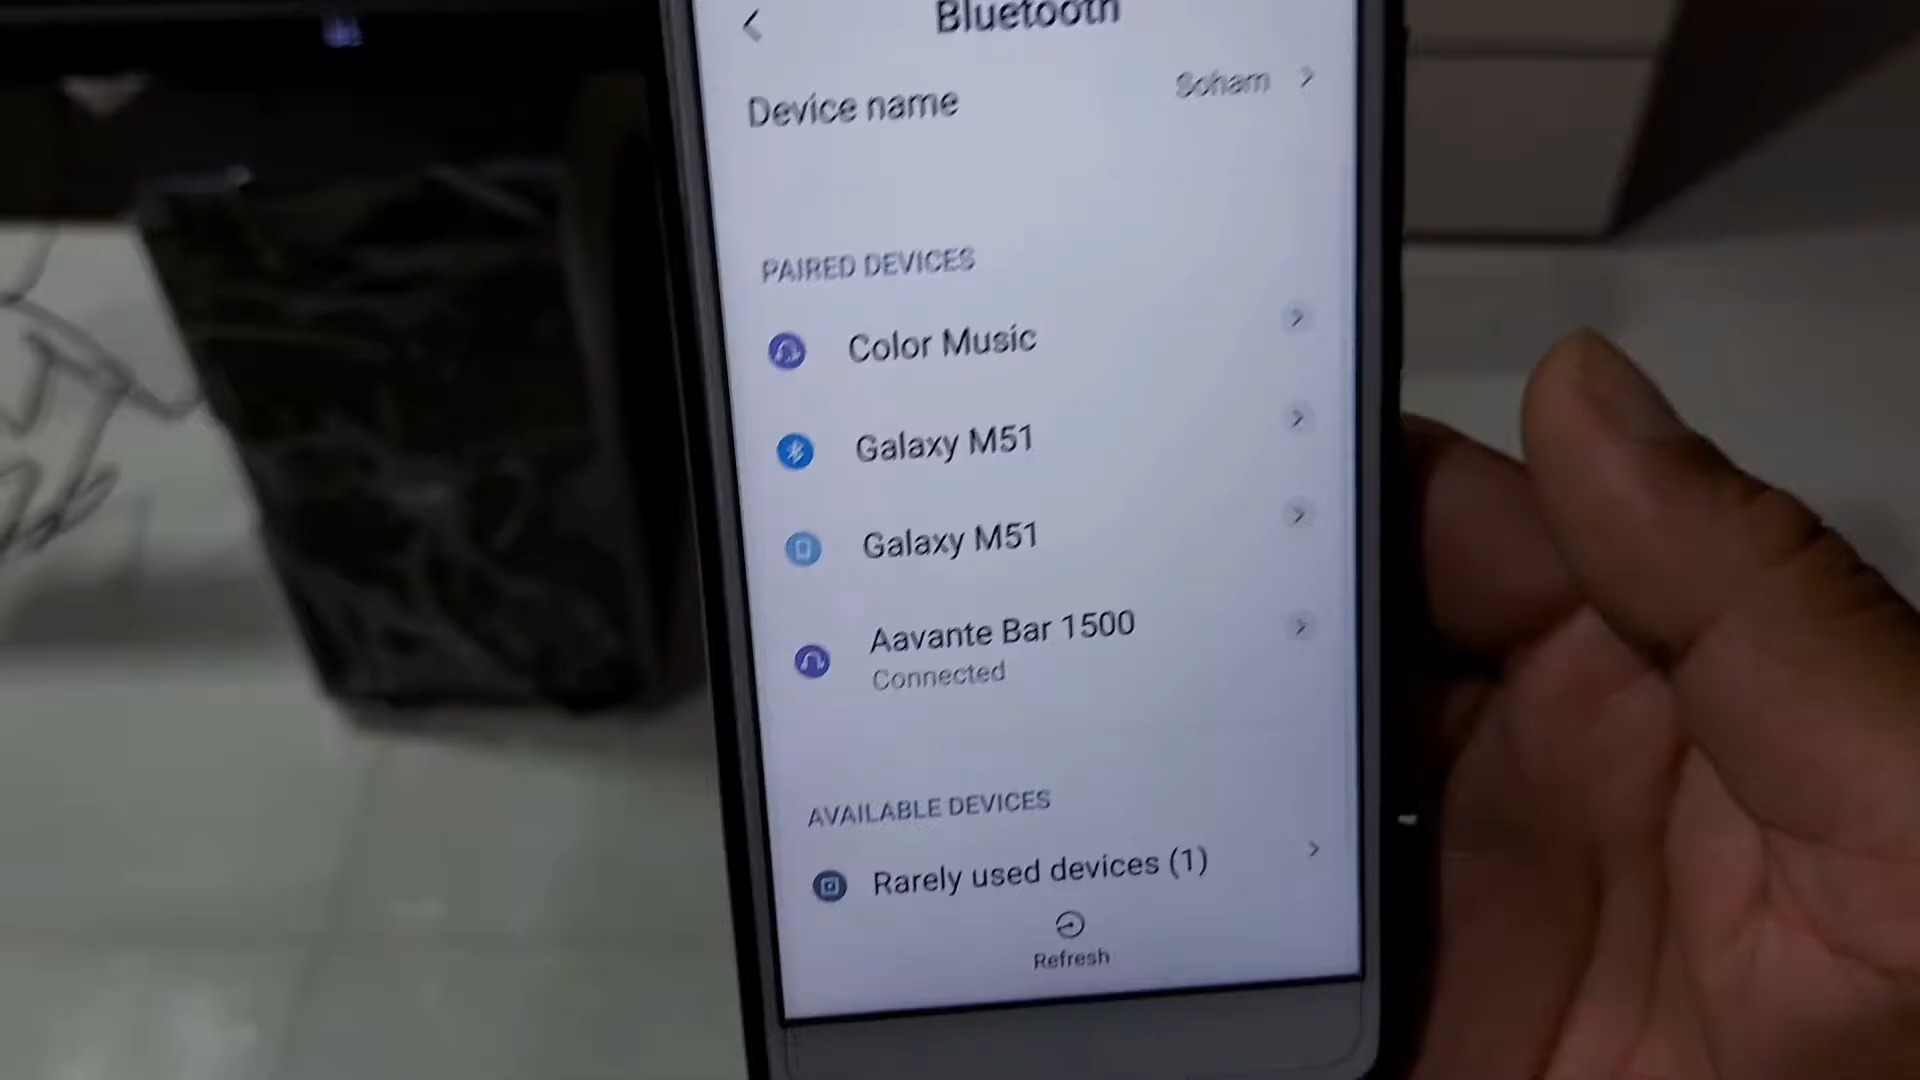 Bluetooth
Device name
Soham
PAIRED DEVICES
Color Music
Galaxy M51
Galaxy M51
Aavante Bar 1500
Connected
AVAILABLE DEVICES
Rarely used devices (1)
Refresh